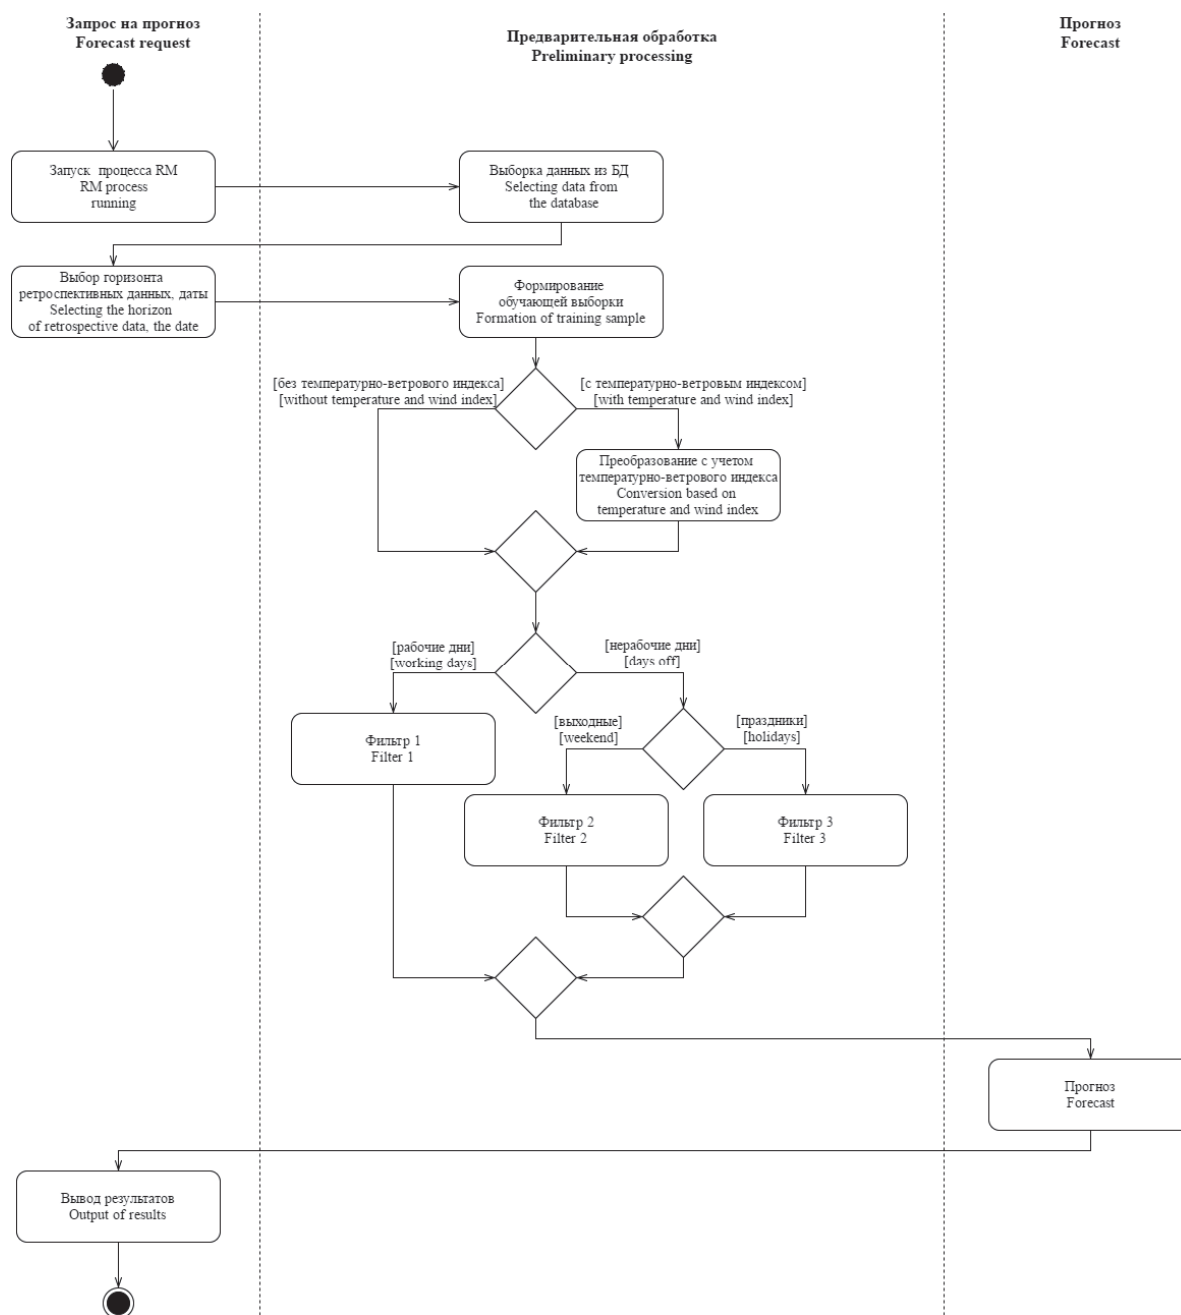 Запрос на прогноз
Forecast request
Предварительная обработка
Preliminary processing
Прогноз
Forecast
Запуск процесса RM
RM process
running
Выборка данных из БД
Selecting data from
the database
Выбор горизонта
ретроспективных данных, даты
Selecting the horizon
of retrospective data, the date
Формирование
обучающей выборки
Formation of training sample
[без температурно-ветрового индекса]
[without temperature and wind index]
[с температурно-ветровым индексом]
[with temperature and wind index]
Преобразование с учетом
температурно-ветрового индекса
Conversion based on
temperature and wind index
[рабочие дни]
[working days]
[нерабочие дни]
[days off]
[выходные]
[weekend]
[праздники]
[holidays]
Фильтр 1
Filter 1
Фильтр 2
Filter 2
Фильтр 3
Filter 3
Прогноз
Forecast
Вывод результатов
Output of results